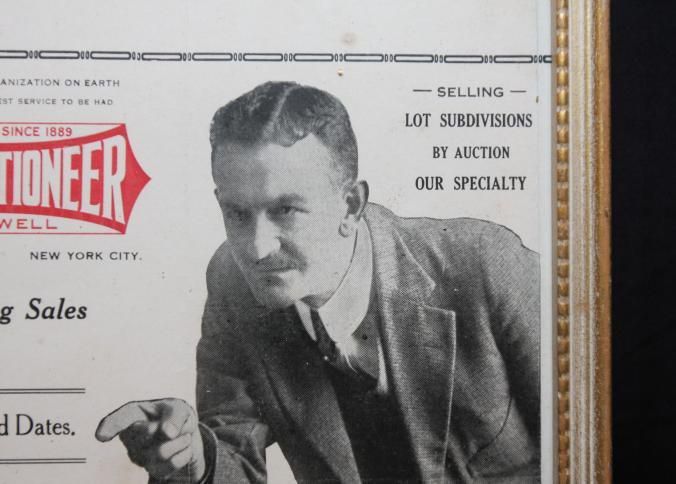 ANIZATION ON EARTH
EST SERVICE TO BE HAD
SINCE 1889
TIONEER
WELL
NEW YORK CITY.
g Sales
d Dates.
— SELLING —
LOT SUBDIVISIONS
BY AUCTION
OUR SPECIALTY